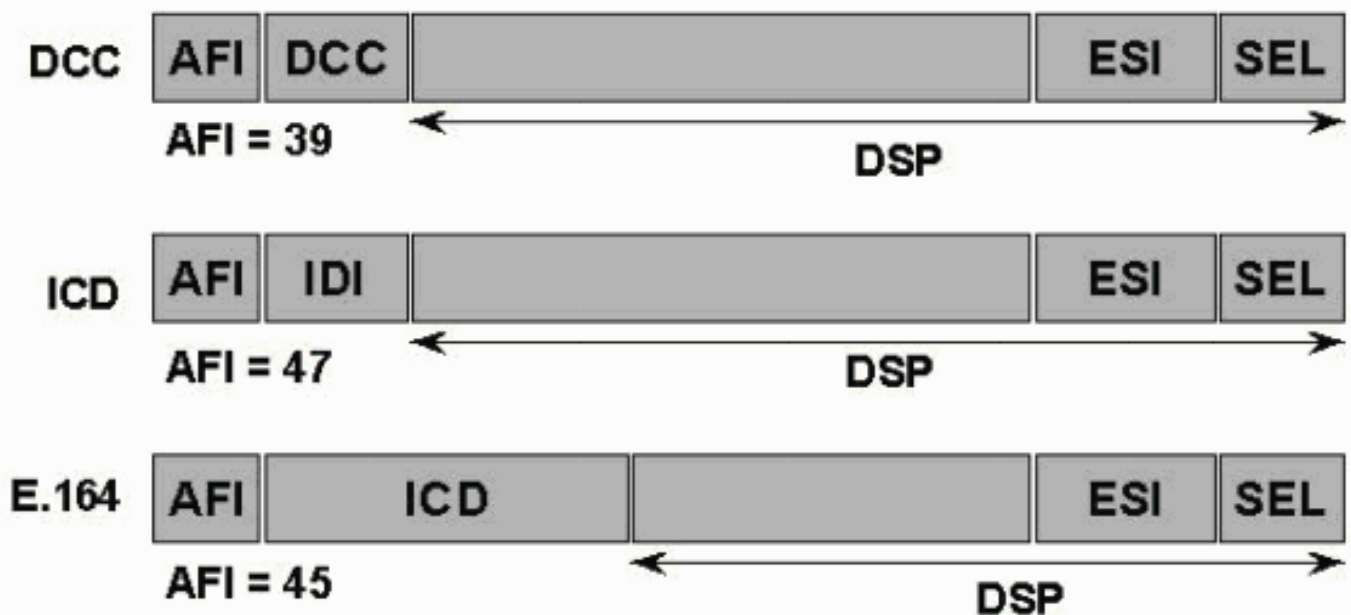 DCC AFI DCC ESI SEL
AFI = 39
DSP
ICD AFI IDI ESI SEL
AFI = 47
DSP
E.164 AFI ICD ESI SEL
AFI = 45
DSP